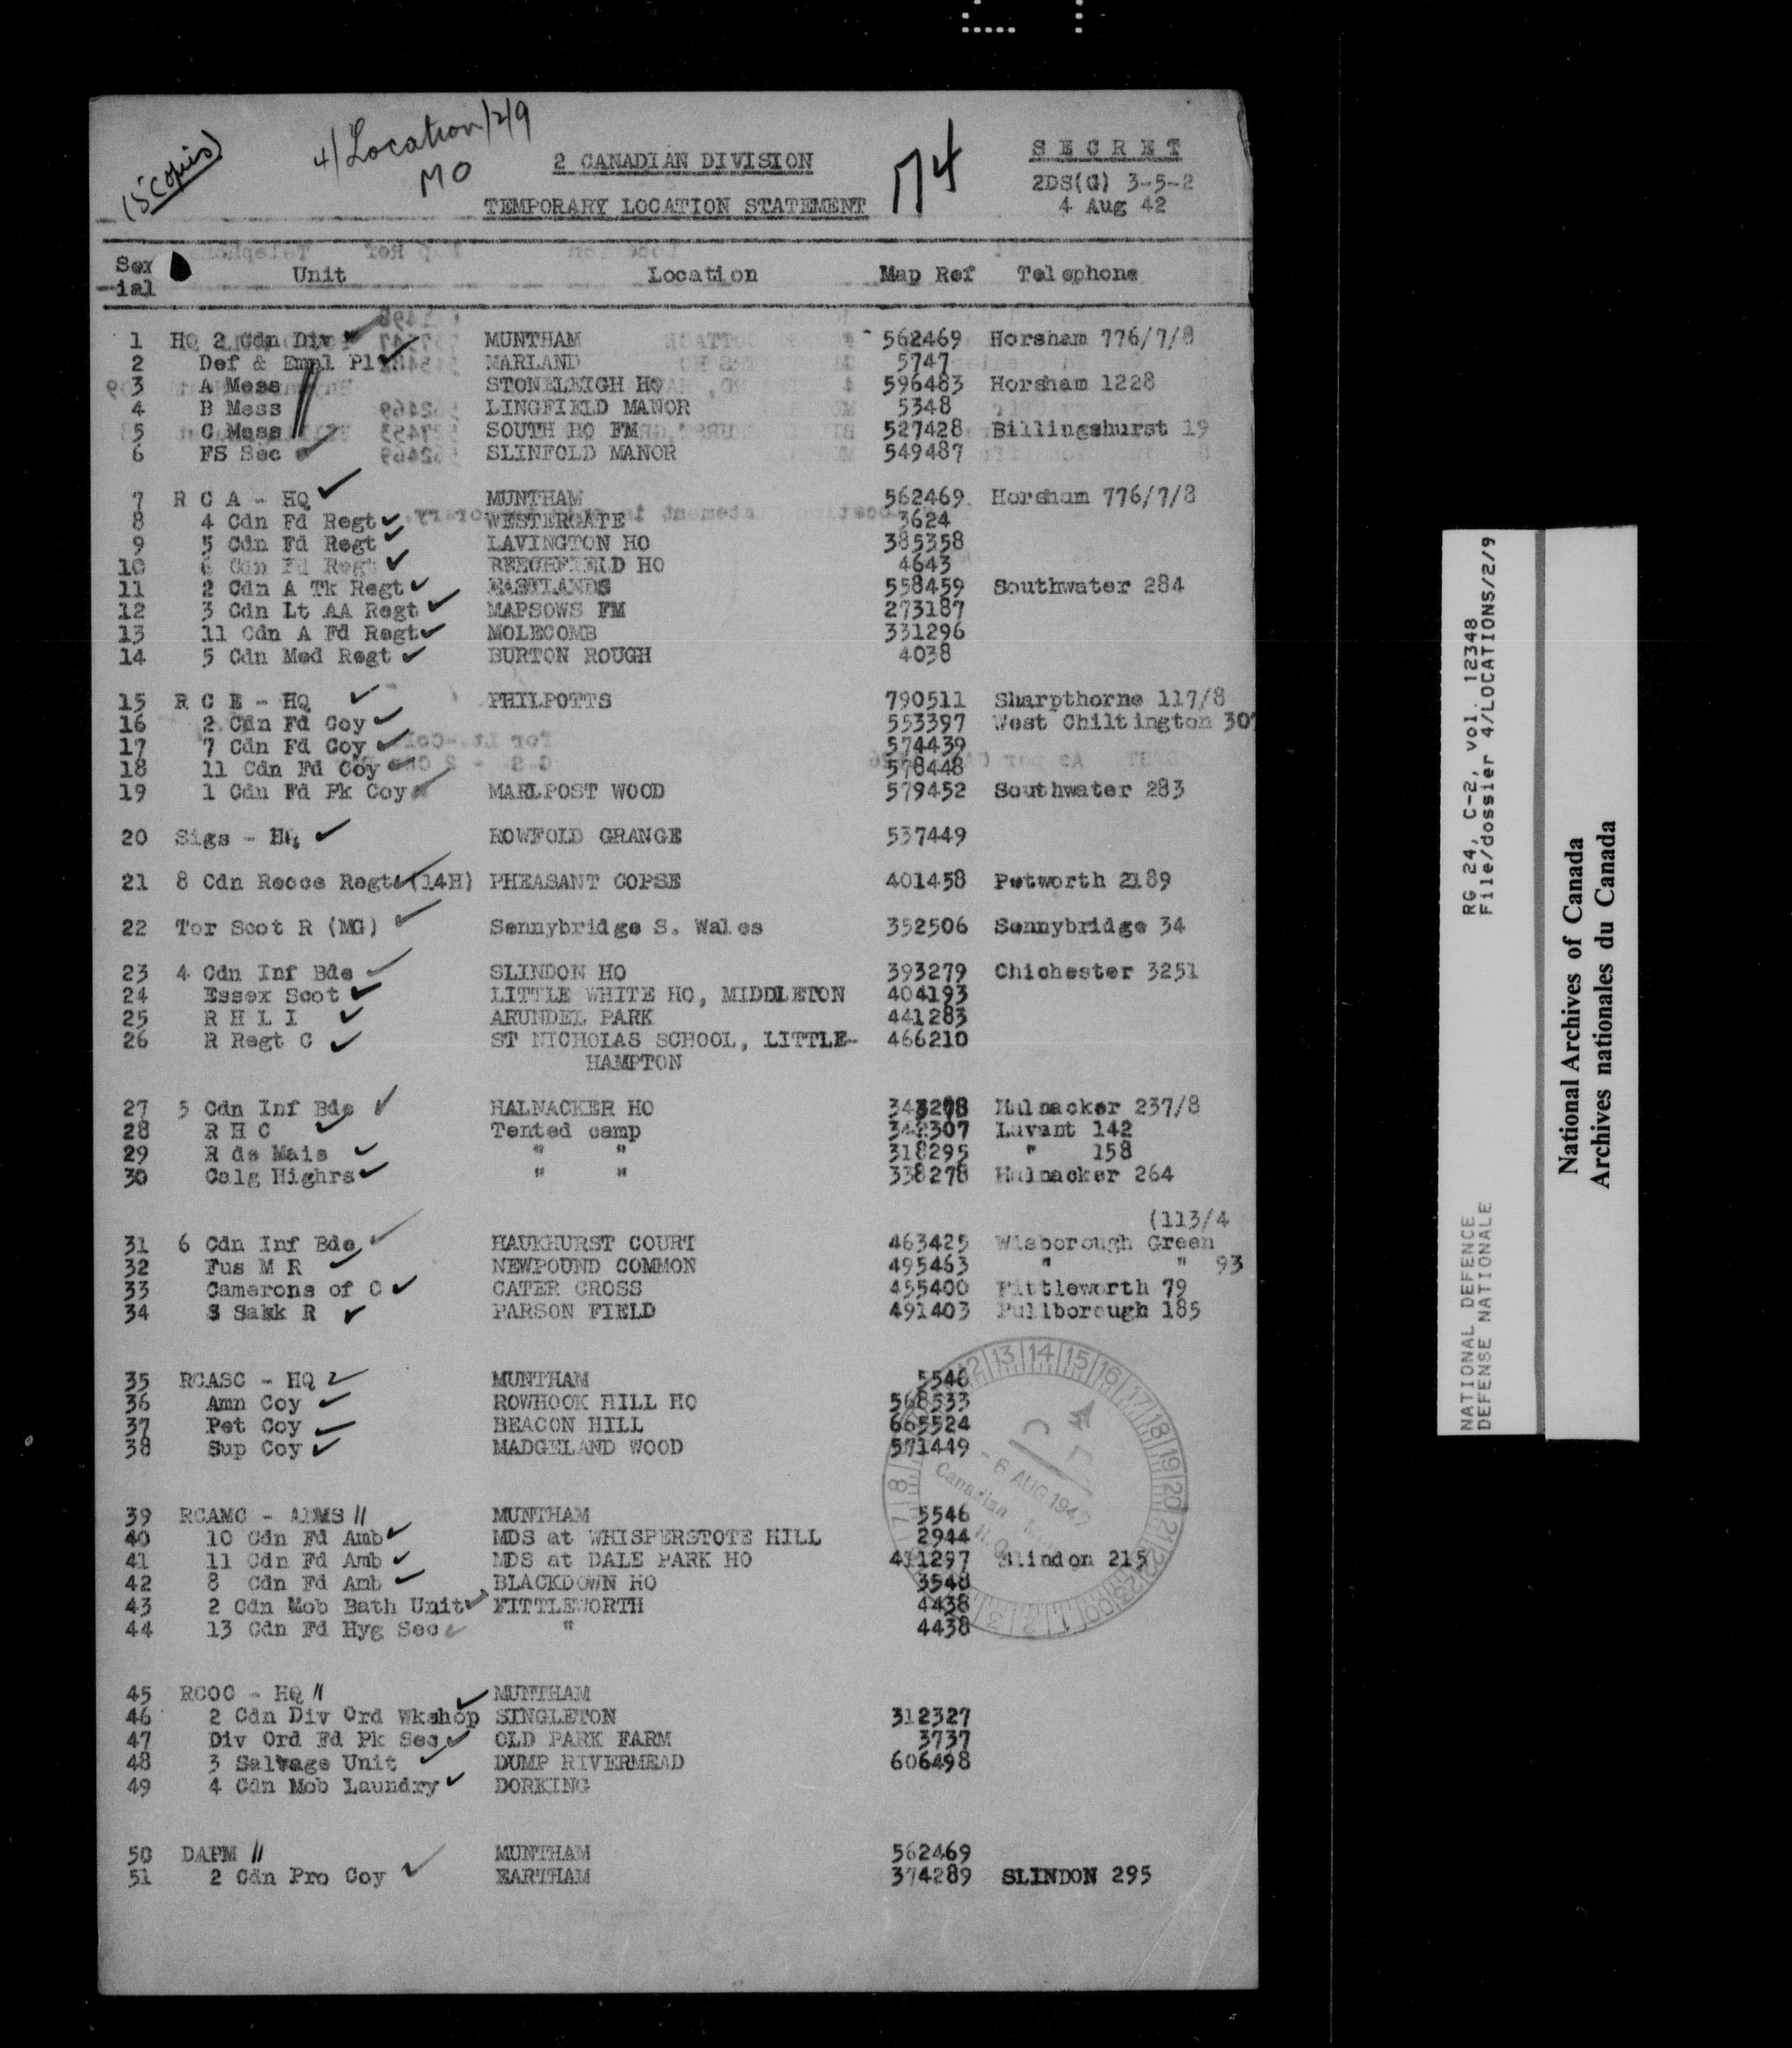 (5 Copies)
4/Location/2/9
MO
74
2 CANADIAN DIVISION
TEMPORARY LOCATION STATEMENT
S E C R E T
2DS(G) 3-5-2
4 Aug 42
Ser-ial Unit Location Map Ref Telephone
1 HQ 2 Cdn Div MUNTHAM 562469 Horsham 776/7/8
2 Def & Empl Pl MARLAND 5747
3 A Mess STONELEIGH HO 596483 Horsham 1228
4 B Mess LINGFIELD MANOR 5348
5 C Mess SOUTH HO FM 527428 Billingshurst 19
6 FS Sec SLINFOLD MANOR 549487
7 R C A - HQ MUNTHAM 562469 Horsham 776/7/8
8 4 Cdn Fd Regt WESTERGATE 3624
9 5 Cdn Fd Regt LAVINGTON HO 385358
10 6 Cdn Fd Regt BEECHFIELD HO 4643
11 2 Cdn A Tk Regt EASTLANDS 558459 Southwater 284
12 3 Cdn Lt AA Regt MAPSOWS FM 273187
13 11 Cdn A Fd Regt MOLECOMB 331296
14 5 Cdn Med Regt BURTON ROUGH 4038
15 R C E - HQ PHILPOTTS 790511 Sharpthorne 117/8
16 2 Cdn Fd Coy 553397 West Chiltington 307
17 7 Cdn Fd Coy 574439
18 11 Cdn Fd Coy 578448
19 1 Cdn Fd Pk Coy MARLPOST WOOD 579452 Southwater 283
20 Sigs - HQ ROWFOLD GRANGE 537449
21 8 Cdn Recce Regt (14H) PHEASANT COPSE 401458 Petworth 2189
22 Tor Scot R (MG) Sennybridge S. Wales 352506 Sennybridge 34
23 4 Cdn Inf Bde SLINDON HO 393279 Chichester 3251
24 Essex Scot LITTLE WHITE HO, MIDDLETON 404193
25 R H L I ARUNDEL PARK 441283
26 R Regt C ST NICHOLAS SCHOOL, LITTLE- 466210
HAMPTON
27 5 Cdn Inf Bde HALNACKER HO 343278 Halnacker 237/8
28 R H C Tented camp 342307 Lavant 142
29 R de Mais " " 318295 " 158
30 Calg Highrs " " 338278 Halnacker 264
(113/4
31 6 Cdn Inf Bde HAUKHURST COURT 463425 Wisborough Green
32 Fus M R NEWPOUND COMMON 495463 " " 93
33 Camerons of C CATER CROSS 455400 Fittleworth 79
34 S Sask R PARSON FIELD 491403 Pullborough 185
35 RCASC - HQ MUNTHAM 5546
36 Amn Coy ROWHOOK HILL HO 568533
37 Pet Coy BEACON HILL 665524
38 Sup Coy MADGELAND WOOD 571449
39 RCAMC - ADMS MUNTHAM 5546
40 10 Cdn Fd Amb MDS at WHISPERSTOTE HILL 2944
41 11 Cdn Fd Amb MDS at DALE PARK HO 411297 Slindon 215
42 8 Cdn Fd Amb BLACKDOWN HO 3548
43 2 Cdn Mob Bath Unit FITTLEWORTH 4438
44 13 Cdn Fd Hyg Sec " 4438
45 RCOC - HQ MUNTHAM
46 2 Cdn Div Ord Wkshop SINGLETON 312327
47 Div Ord Fd Pk Sec OLD PARK FARM 3737
48 3 Salvage Unit DUMP RIVERMEAD 606498
49 4 Cdn Mob Laundry DORKING
50 DAPM MUNTHAM 562469
51 2 Cdn Pro Coy EARTHAM 374289 SLINDON 295
- 6 AUG 1942
Canadian
RG 24, C-2, vol. 12348
File/dossier 4/LOCATIONS/2/9
NATIONAL DEFENCE
DEFENSE NATIONALE
National Archives of Canada
Archives nationales du Canada